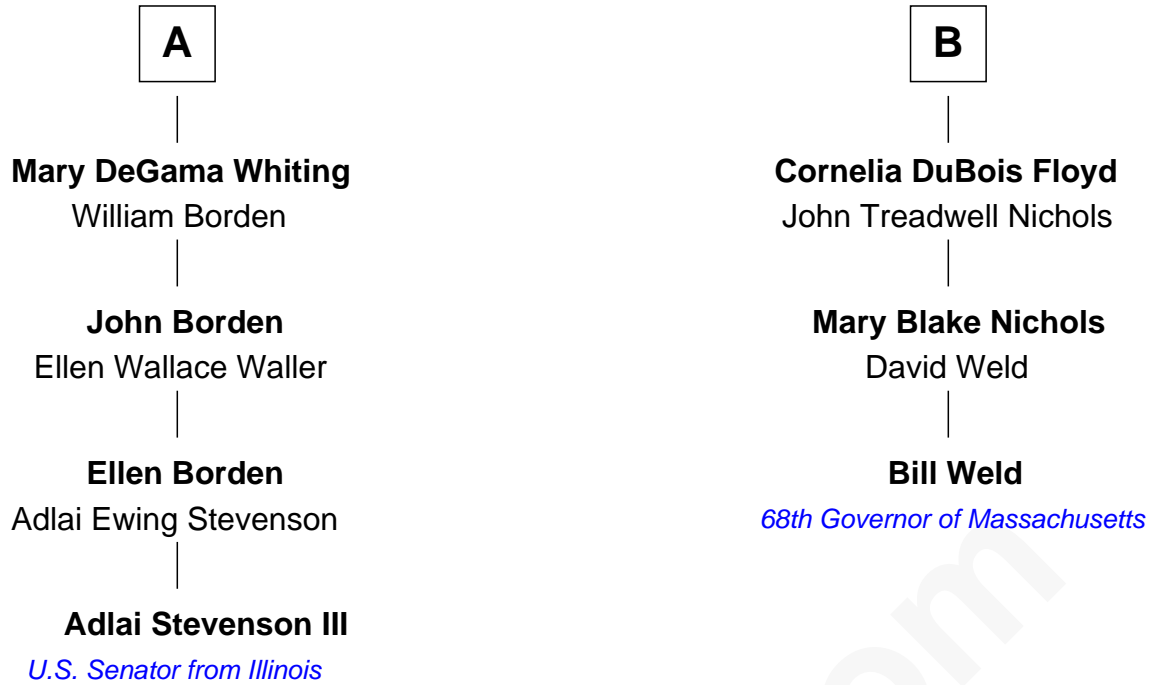 A
Mary DeGama Whiting
William Borden
John Borden
Ellen Wallace Waller
Ellen Borden
Adlai Ewing Stevenson
Adlai Stevenson III
U.S. Senator from Illinois
B
Cornelia DuBois Floyd
John Treadwell Nichols
Mary Blake Nichols
David Weld
Bill Weld
68th Governor of Massachusetts
om